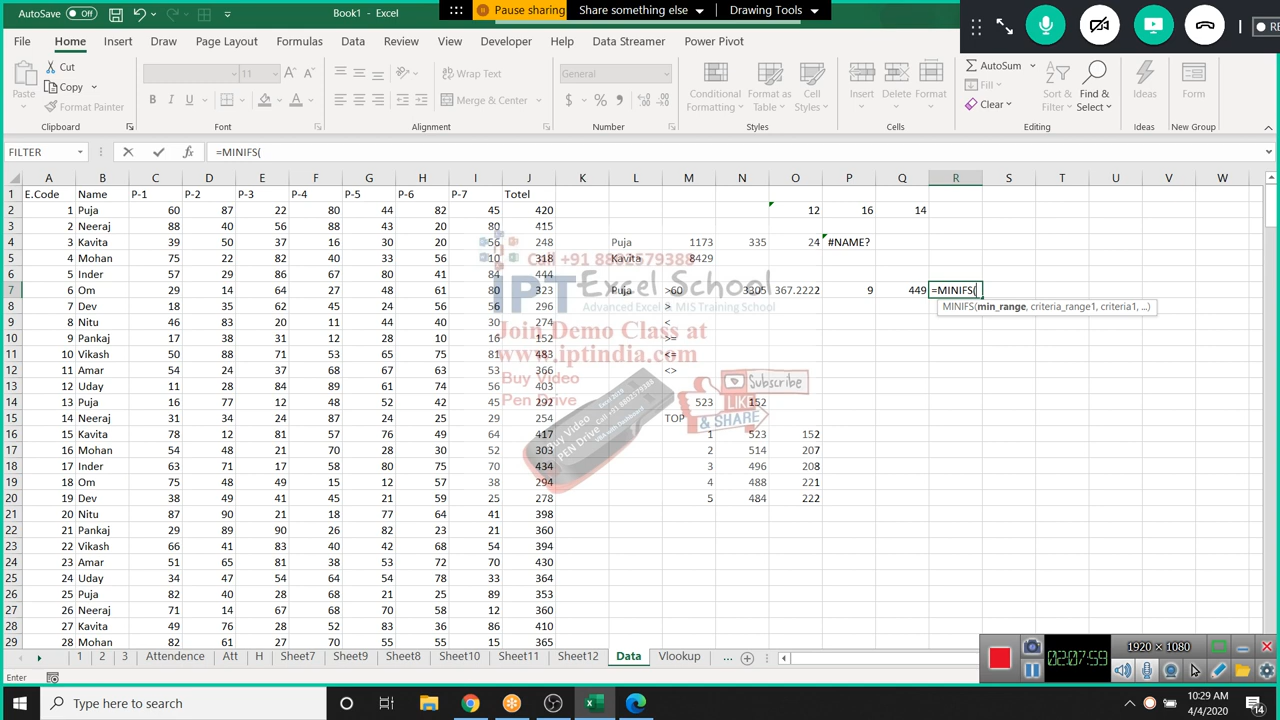 AutoSave Off Book1 - Excel Pause sharing Share something else Drawing Tools
File Home Insert Draw Page Layout Formulas Data Review View Developer Help Data Streamer Power Pivot
Paste Cut Copy Format Painter 11 Wrap Text Merge & Center General Conditional Formatting Format as Table Cell Styles Insert Delete Format AutoSum Fill Clear Sort & Filter Find & Select Ideas Form
Clipboard Font Alignment Number Styles Cells Editing Ideas New Group
FILTER =MINIFS(
A B C D E F G H I J K L M N O P Q R S T U V W
1 E.Code Name P-1 P-2 P-3 P-4 P-5 P-6 P-7 Totel
2 1 Puja 60 87 22 80 44 82 45 420 12 16 14
3 2 Neeraj 88 40 56 88 43 20 80 415
4 3 Kavita 39 50 37 16 30 20 56 248 Puja 1173 335 24 #NAME?
5 4 Mohan 75 22 82 40 33 56 10 318 Kavita 8429
6 5 Inder 57 29 86 67 80 41 84 444
7 6 Om 29 14 64 27 48 61 80 323 Puja >60 3305 367.2222 9 449 =MINIFS(
8 7 Dev 18 35 62 45 24 56 56 296 >
MINIFS(min_range, criteria_range1, criteria1, ...)
9 8 Nitu 46 83 20 11 44 40 30 274 <
10 9 Pankaj 17 38 31 12 28 10 16 152 >=
11 10 Vikash 50 88 71 53 65 75 81 483 <=
12 11 Amar 54 24 37 68 67 63 53 366 <>
13 12 Uday 11 28 84 89 61 74 56 403
14 13 Puja 16 77 12 48 52 42 45 292 523 152
15 14 Neeraj 31 34 24 87 24 25 29 254 TOP
16 15 Kavita 78 12 81 57 76 49 64 417 1 523 152
17 16 Mohan 54 48 21 70 28 30 52 303 2 514 207
18 17 Inder 63 71 17 58 80 75 70 434 3 496 208
19 18 Om 75 48 49 15 12 57 38 294 4 488 221
20 19 Dev 38 49 41 45 21 24 59 25 278 5 484 222
21 20 Nitu 87 90 21 18 77 64 41 398
22 21 Pankaj 29 89 90 26 82 23 21 360
23 22 Vikash 66 41 83 40 42 68 54 394
24 23 Amar 51 65 81 38 53 72 70 430
25 24 Uday 34 47 54 64 54 78 33 364
26 25 Puja 82 40 28 68 21 25 89 353
27 26 Neeraj 71 14 67 68 70 58 12 360
28 27 Kavita 49 76 28 52 83 36 86 410
29 28 Mohan 82 61 27 70 55 55 15 365
Call +91 8802579388
IPT Excel School
Advanced Excel & MIS Training School
Join Demo Class at
www.iptindia.com
Buy Video
Pen Drive
Subscribe
LIKE
& SHARE
Buy Video
PEN Drive
1 2 3 Attendence Att H Sheet7 Sheet9 Sheet8 Sheet10 Sheet11 Sheet12 Data Vlookup ...
Enter
1920 × 1080
02:07:59
Type here to search
10:29 AM
4/4/2020
14